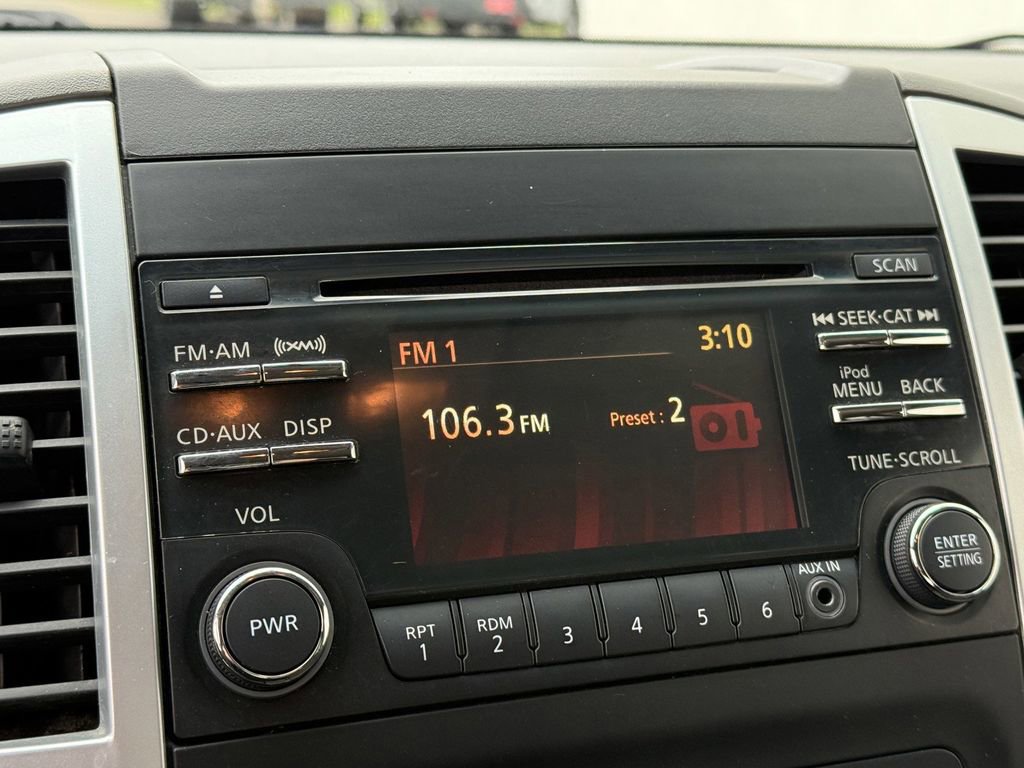 SCAN
FM·AM ((XM))
SEEK·CAT
FM 1 3:10
106.3 FM Preset : 2
iPod
MENU BACK
CD·AUX DISP
TUNE·SCROLL
VOL
PWR
ENTER
SETTING
RPT
1
RDM
2
3
4
5
6
AUX IN